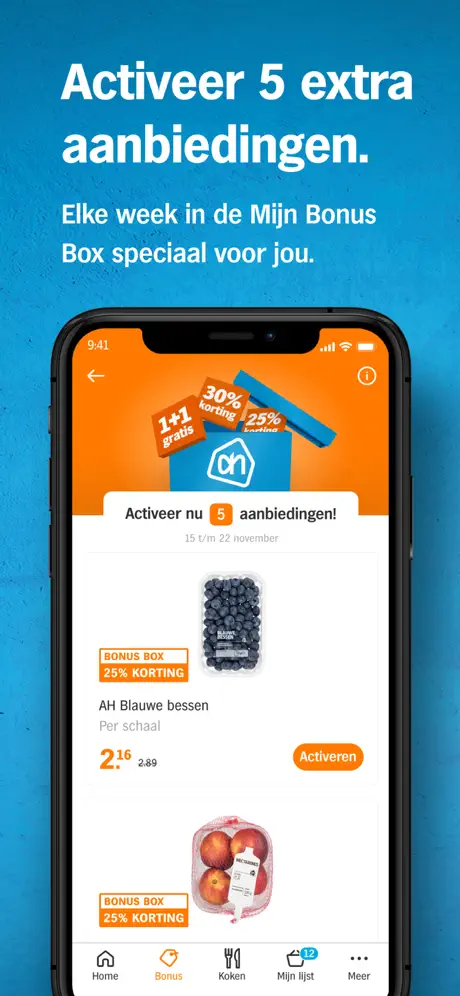 Activeer 5 extra
aanbiedingen.
Elke week in de Mijn Bonus
Box speciaal voor jou.
9:41
1+1
gratis
30%
korting
25%
korting
ah
Activeer nu 5 aanbiedingen!
15 t/m 22 november
BLAUWE
BESSEN
BONUS BOX
25% KORTING
AH Blauwe bessen
Per schaal
2.16 2.89
Activeren
BONUS BOX
25% KORTING
12
Home
Bonus
Koken
Mijn lijst
Meer